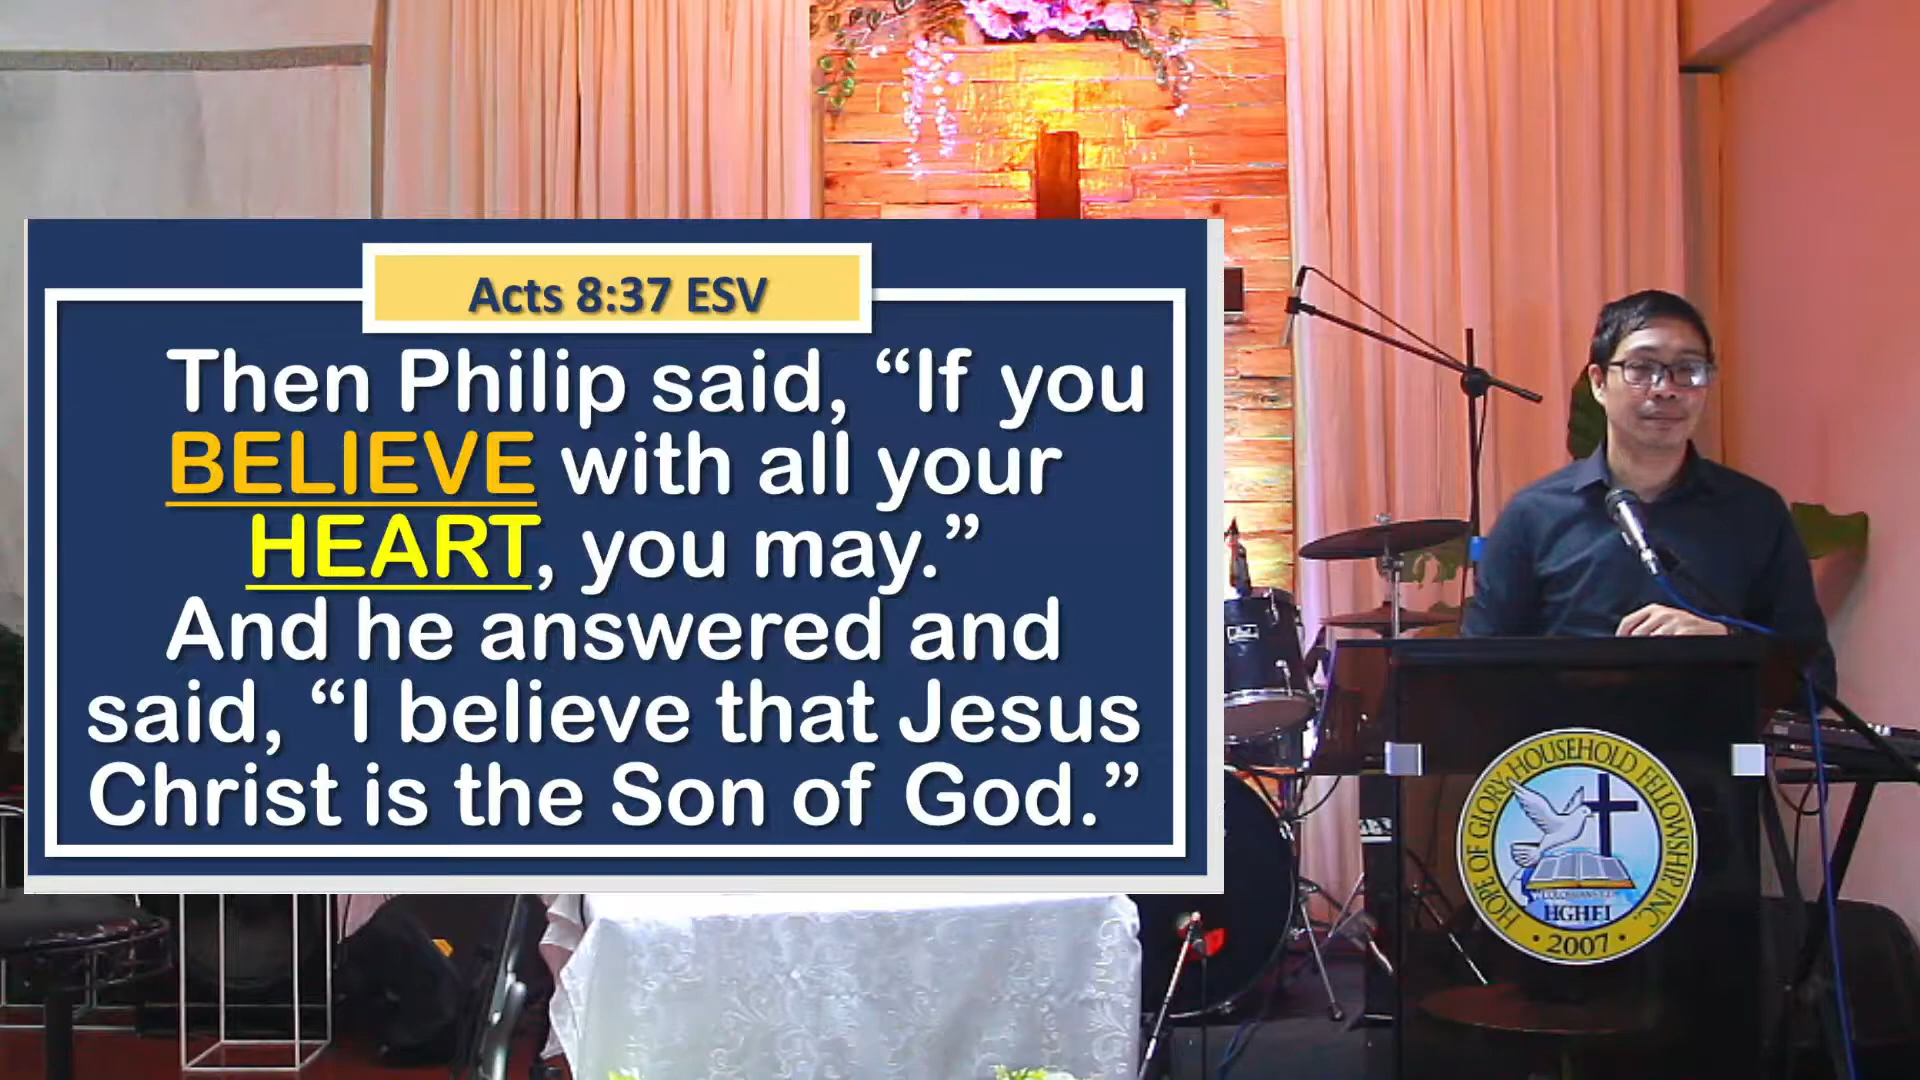 Acts 8:37 ESV
Then Philip said, “If you
BELIEVE with all your
HEART, you may.”
And he answered and
said, “I believe that Jesus
Christ is the Son of God.”
HOPE OF GLORY HOUSEHOLD FELLOWSHIP, INC.
HGHFI
• 2007 •